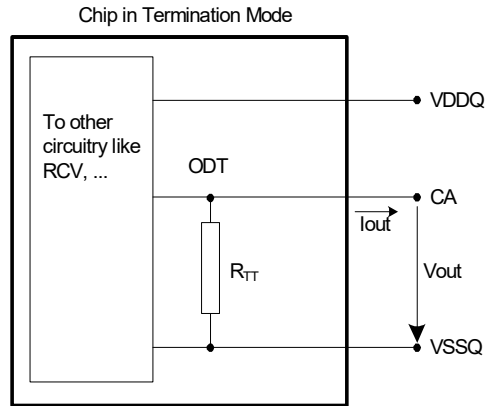 Chip in Termination Mode
To other
circuitry like
RCV, ...
ODT
RTT
VDDQ
CA
Iout
Vout
VSSQ